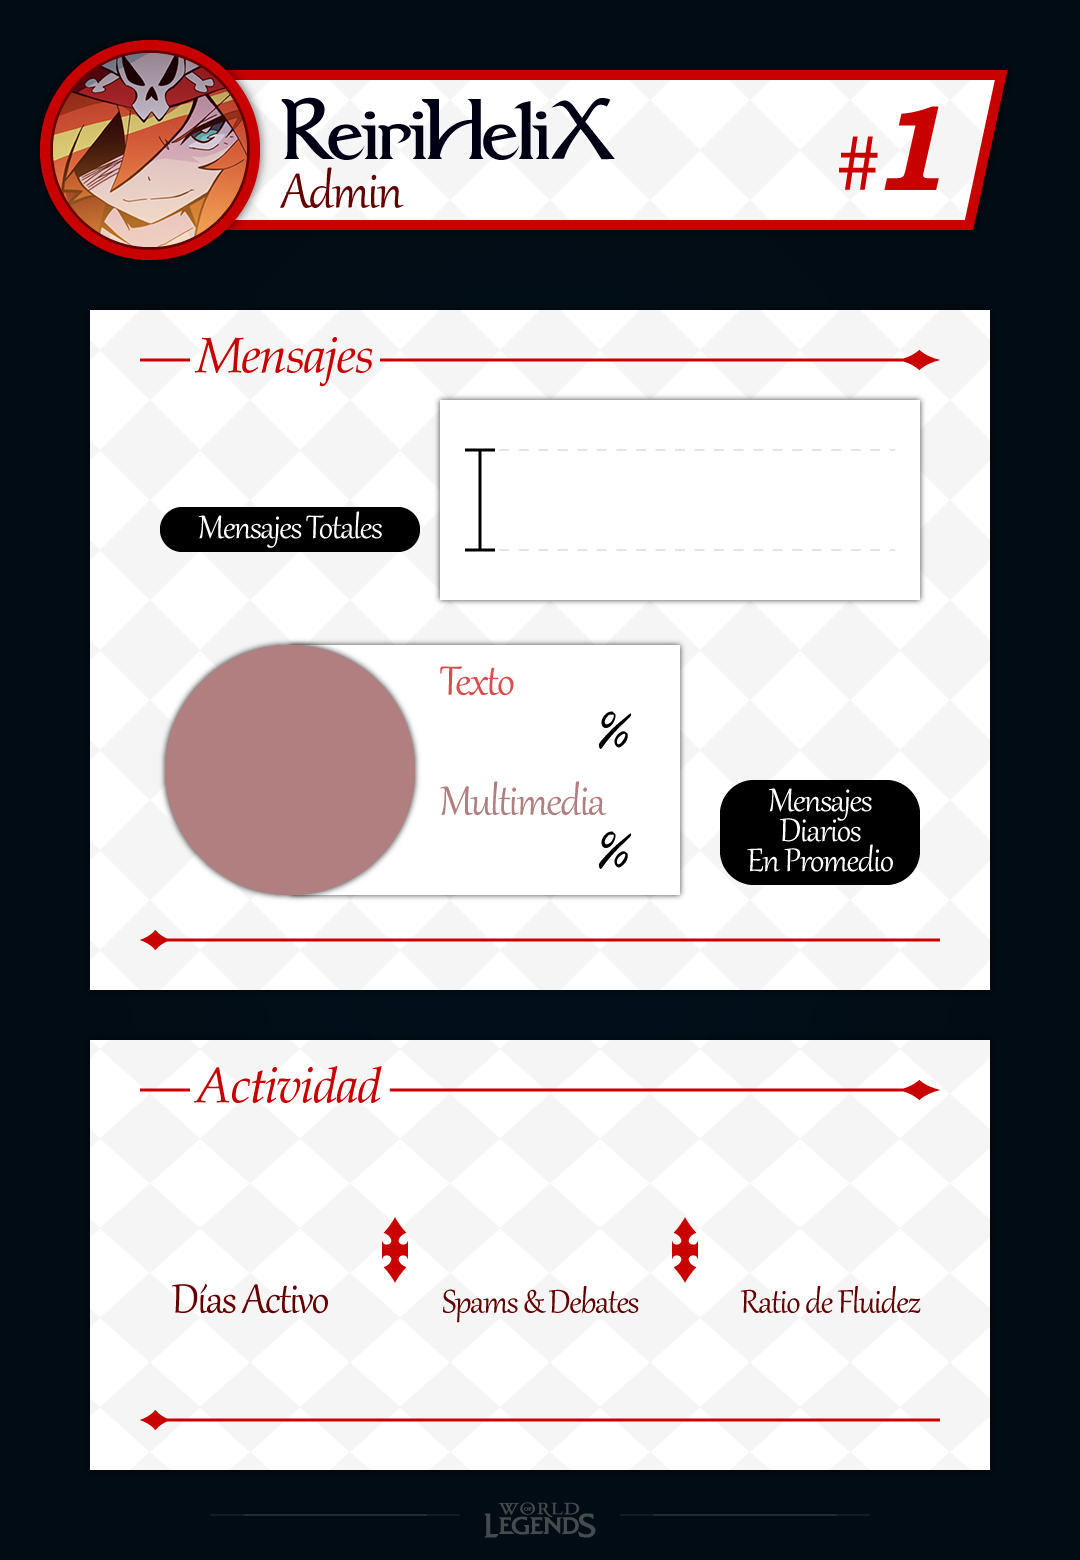 ReiriHeliX
Admin
#1
Mensajes
Mensajes Totales
Texto
%
Multimedia
%
Mensajes
Diarios
En Promedio
Actividad
Días Activo
Spams & Debates
Ratio de Fluidez
WORLD
OF
LEGENDS